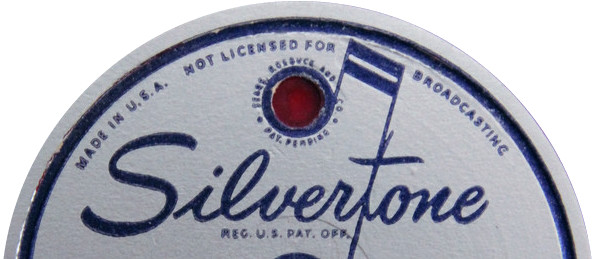 MADE IN U.S.A. NOT LICENSED FOR BROADCASTING
SEARS, ROEBUCK AND CO.
PAT. PENDING
Silvertone
REG. U.S. PAT. OFF.